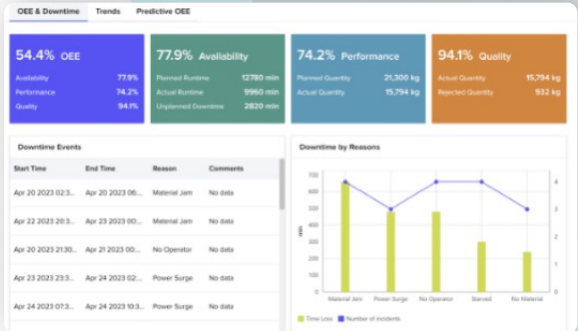 OEE & Downtime Trends Predictive OEE
54.4% OEE
Availability 77.9%
Performance 74.2%
Quality 94.1%
77.9% Availability
Planned Runtime 12780 min
Actual Runtime 9960 min
Unplanned Downtime 2820 min
74.2% Performance
Planned Quantity 21,300 kg
Actual Quantity 15,794 kg
94.1% Quality
Actual Quantity 15,794 kg
Rejected Quantity 932 kg
Downtime Events
Start Time End Time Reason Comments
Apr 20 2023 02:3... Apr 20 2023 06:... Material Jam No data
Apr 22 2023 20:3... Apr 23 2023 00:... Material Jam No data
Apr 20 2023 21:30... Apr 21 2023 00:... No Operator No data
Apr 23 2023 23:3... Apr 24 2023 02:... Power Surge No data
Apr 24 2023 07:3... Apr 24 2023 10:3... Power Surge No data
Downtime by Reasons
700
600
500
400
300
200
100
0
min
4
3
2
1
0
Material Jam Power Surge No Operator Starved No Material
Time Loss Number of incidents